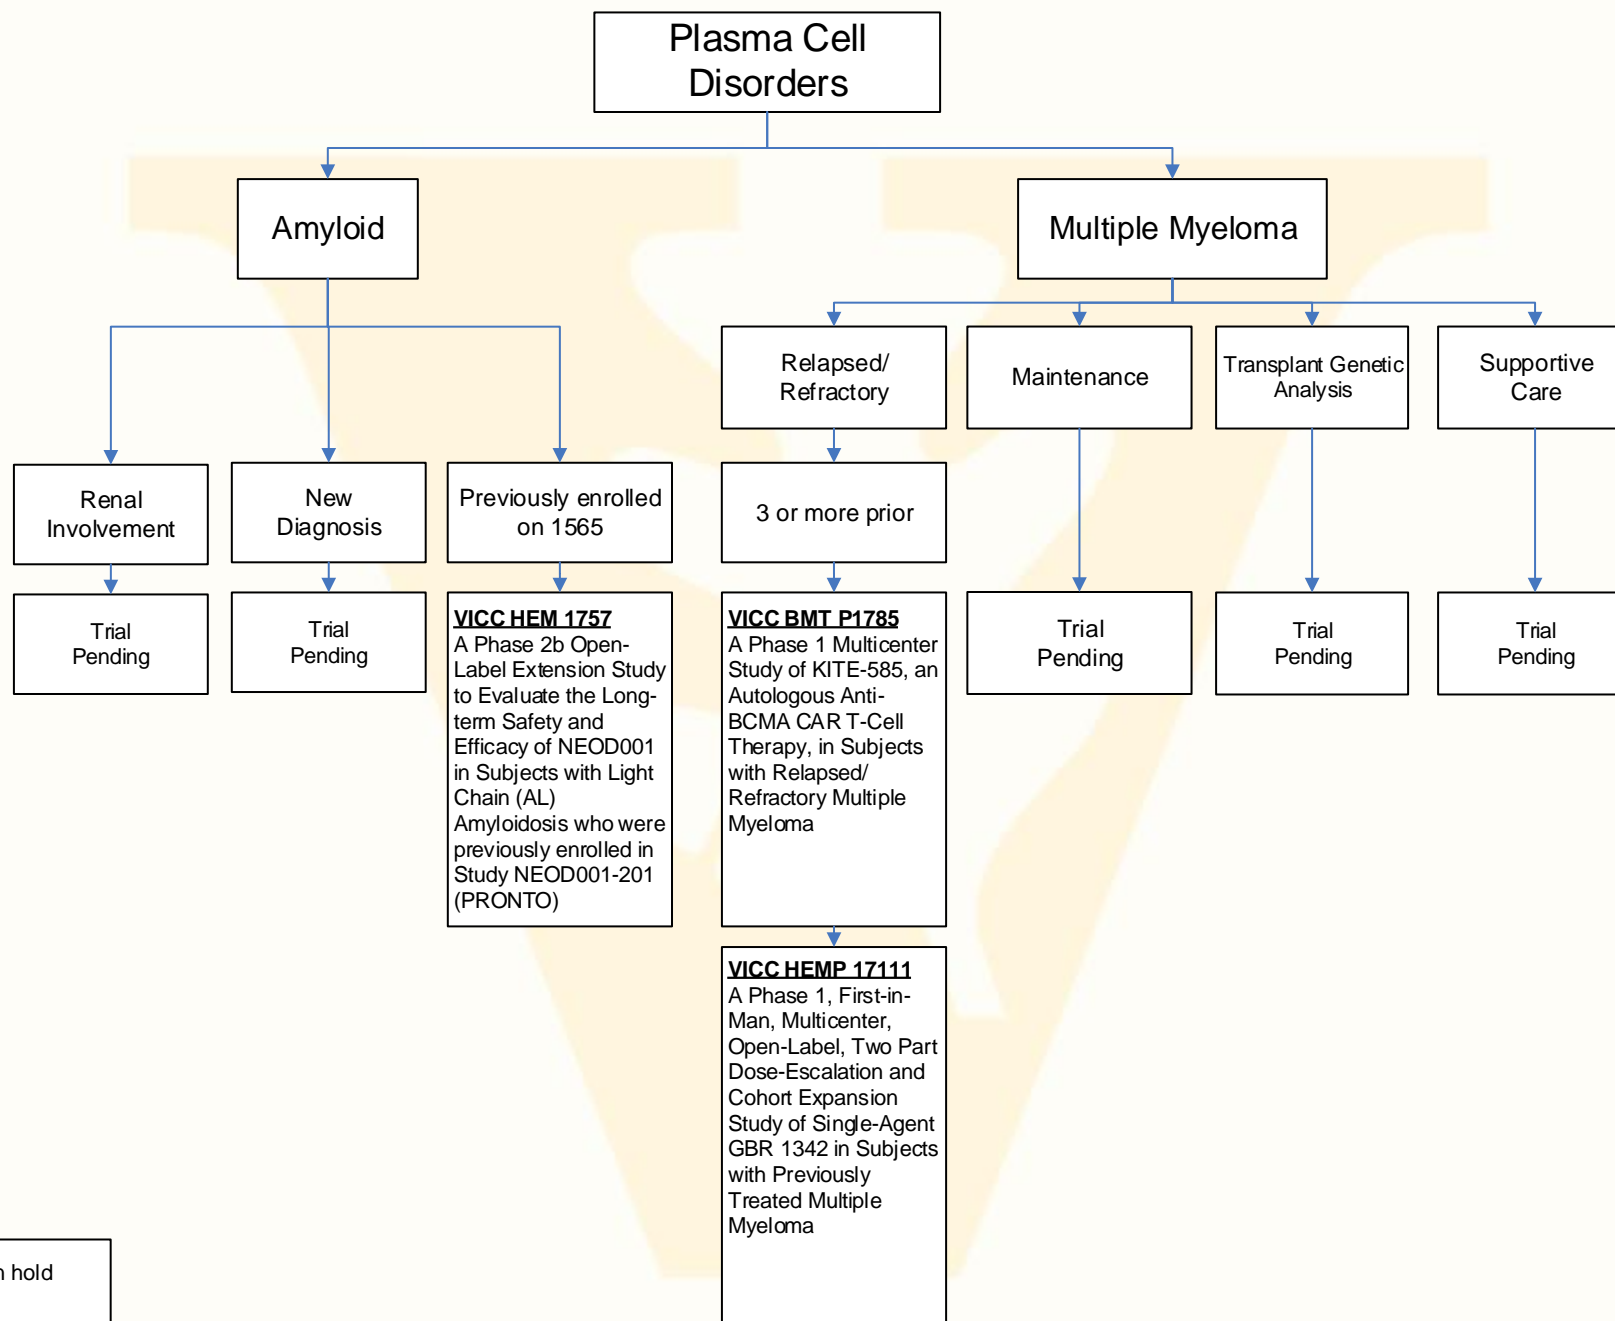 Plasma Cell
Disorders
Amyloid
Multiple Myeloma
Relapsed/
Refractory
Maintenance
Transplant Genetic
Analysis
Supportive
Care
Renal
Involvement
New
Diagnosis
Previously enrolled
on 1565
3 or more prior
Trial
Pending
Trial
Pending
VICC HEM 1757
A Phase 2b Open-
Label Extension Study
to Evaluate the Long-
term Safety and
Efficacy of NEOD001
in Subjects with Light
Chain (AL)
Amyloidosis who were
previously enrolled in
Study NEOD001-201
(PRONTO)
VICC BMT P1785
A Phase 1 Multicenter
Study of KITE-585, an
Autologous Anti-
BCMA CAR T-Cell
Therapy, in Subjects
with Relapsed/
Refractory Multiple
Myeloma
Trial
Pending
Trial
Pending
Trial
Pending
VICC HEMP 17111
A Phase 1, First-in-
Man, Multicenter,
Open-Label, Two Part
Dose-Escalation and
Cohort Expansion
Study of Single-Agent
GBR 1342 in Subjects
with Previously
Treated Multiple
Myeloma
hold